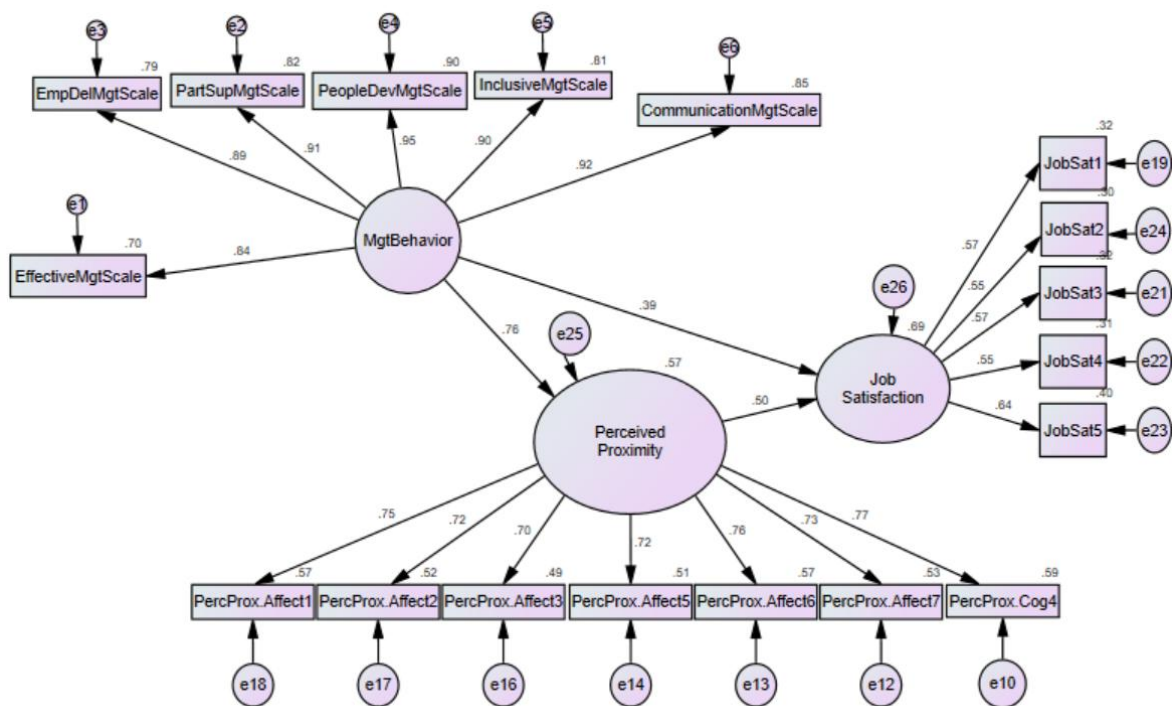 e3
e2
e4
e5
e6
.79
.82
.90
.81
.85
EmpDelMgtScale
PartSupMgtScale
PeopleDevMgtScale
InclusiveMgtScale
CommunicationMgtScale
.89
.91
.95
.90
.92
e1
.70
EffectiveMgtScale
.84
MgtBehavior
.32
JobSat1
e19
.30
JobSat2
e24
.32
JobSat3
e21
.31
JobSat4
e22
.40
JobSat5
e23
.57
.55
.57
.55
.64
.39
e26
.69
Job
Satisfaction
.76
e25
.57
.50
Perceived
Proximity
.75
.72
.70
.72
.76
.73
.77
.57
.52
.49
.51
.57
.53
.59
PercProx.Affect1
PercProx.Affect2
PercProx.Affect3
PercProx.Affect5
PercProx.Affect6
PercProx.Affect7
PercProx.Cog4
e18
e17
e16
e14
e13
e12
e10